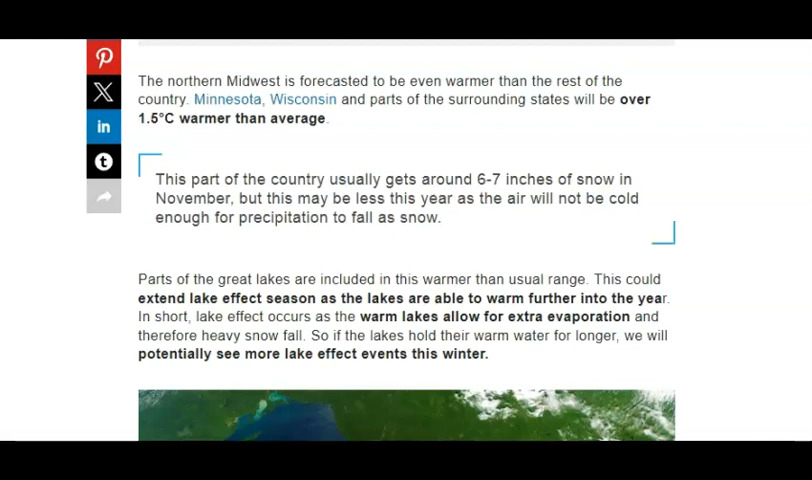 The northern Midwest is forecasted to be even warmer than the rest of the
country. Minnesota, Wisconsin and parts of the surrounding states will be over
1.5°C warmer than average.
This part of the country usually gets around 6-7 inches of snow in
November, but this may be less this year as the air will not be cold
enough for precipitation to fall as snow.
Parts of the great lakes are included in this warmer than usual range. This could
extend lake effect season as the lakes are able to warm further into the year.
In short, lake effect occurs as the warm lakes allow for extra evaporation and
therefore heavy snow fall. So if the lakes hold their warm water for longer, we will
potentially see more lake effect events this winter.